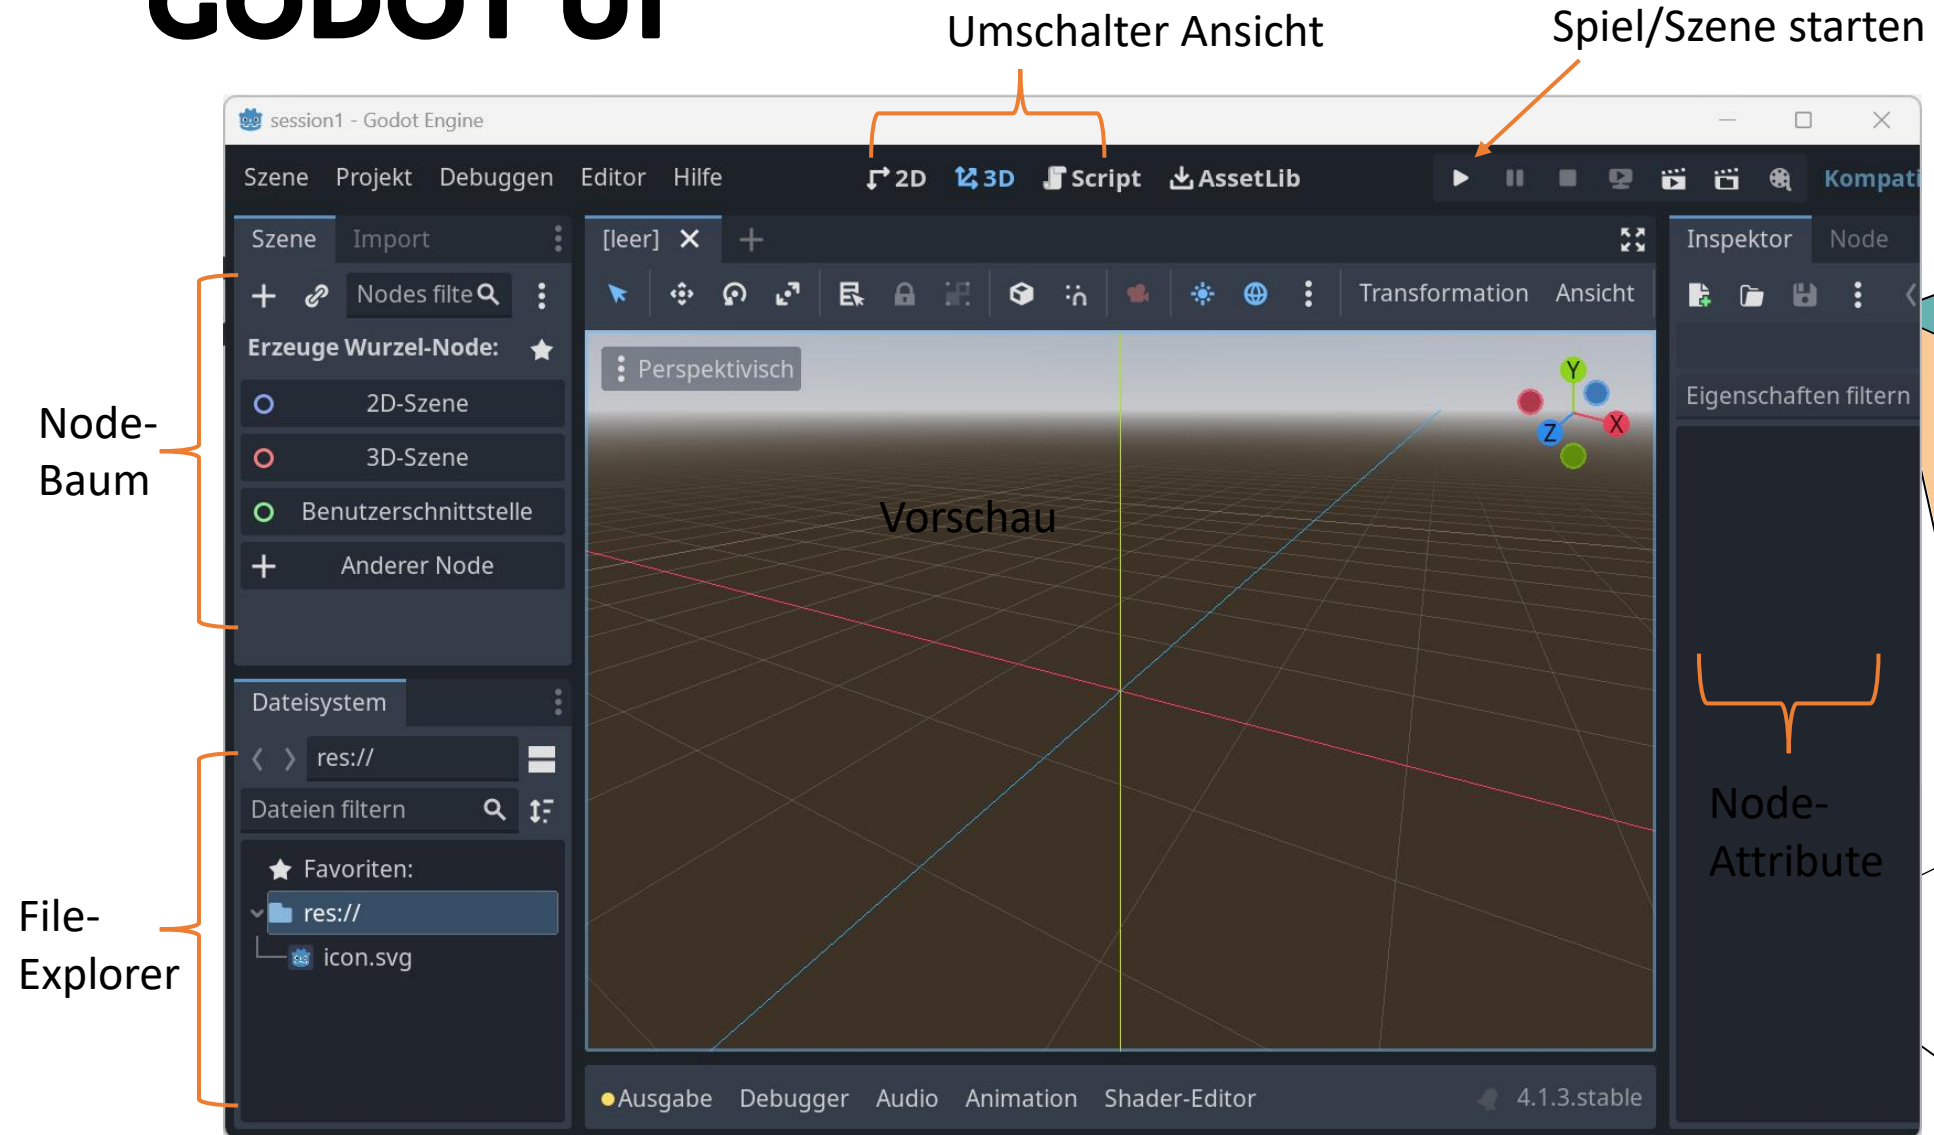 GODOT UI
Umschalter Ansicht
Spiel/Szene starten
session1 - Godot Engine
Szene Projekt Debuggen Editor Hilfe
2D 3D Script AssetLib
Kompati
Szene Import
[leer]
Inspektor Node
Nodes filte
Transformation Ansicht
Erzeuge Wurzel-Node:
Perspektivisch
Y
X
Z
Eigenschaften filtern
2D-Szene
3D-Szene
Benutzerschnittstelle
Anderer Node
Node-
Baum
Vorschau
Dateisystem
res://
Dateien filtern
Favoriten:
res://
icon.svg
File-
Explorer
Node-
Attribute
Ausgabe Debugger Audio Animation Shader-Editor
4.1.3.stable